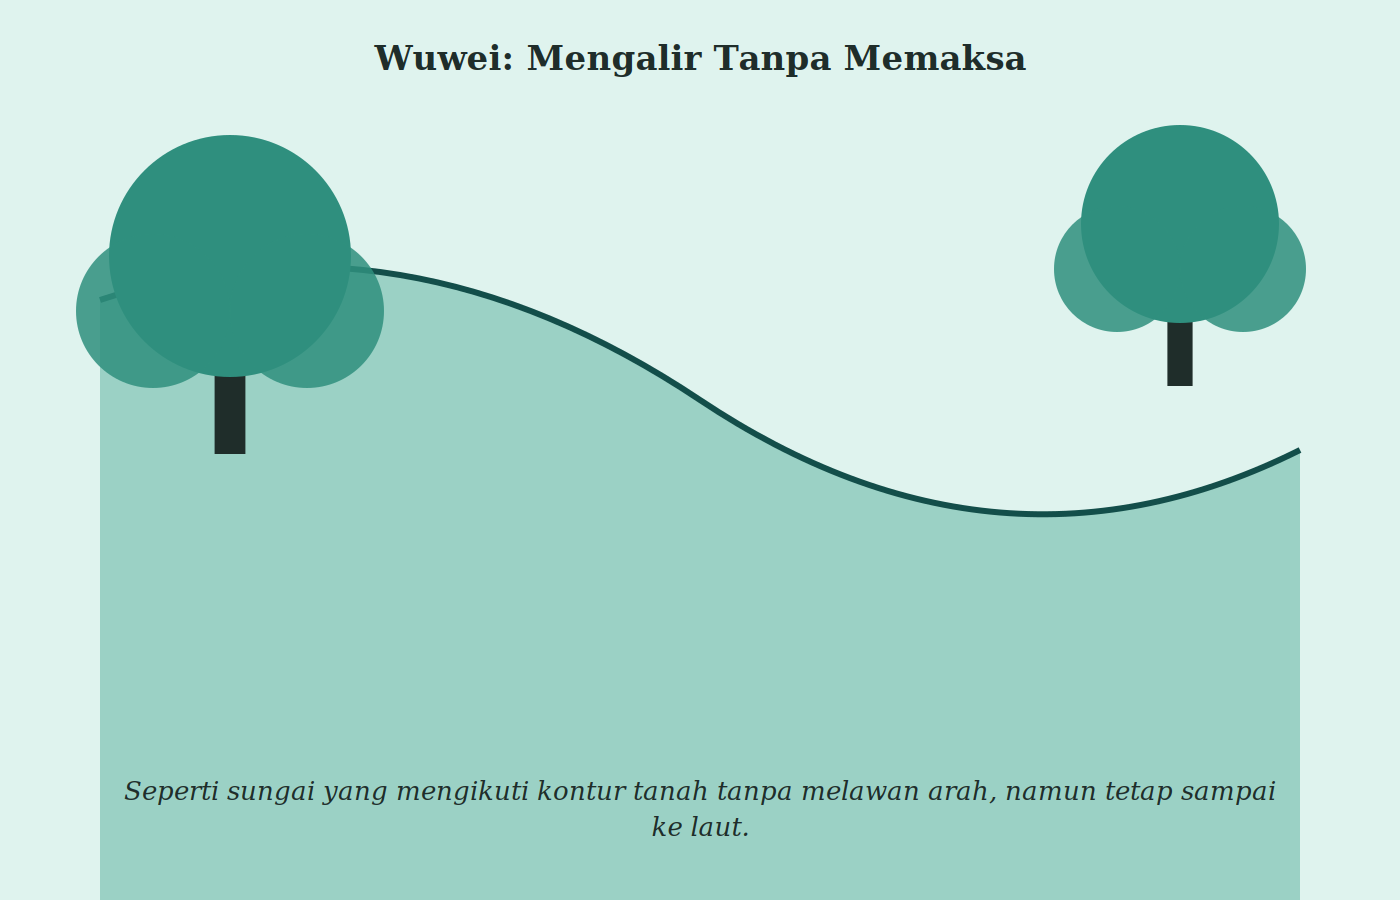 Wuwei: Mengalir Tanpa Memaksa
Seperti sungai yang mengikuti kontur tanah tanpa melawan arah, namun tetap sampai
ke laut.